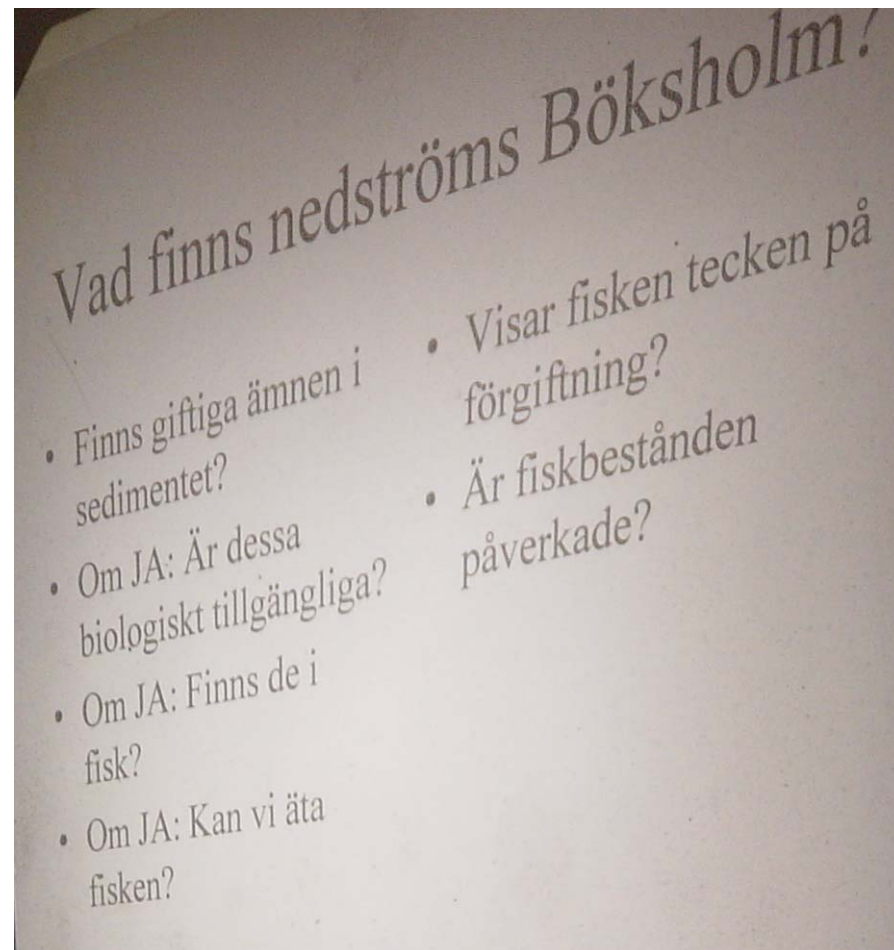 Vad finns nedströms Böksholm?
• Finns giftiga ämnen i
sedimentet?
• Om JA: Är dessa
biologiskt tillgängliga?
• Om JA: Finns de i
fisk?
• Om JA: Kan vi äta
fisken?
• Visar fisken tecken på
förgiftning?
• Är fiskbestånden
påverkade?